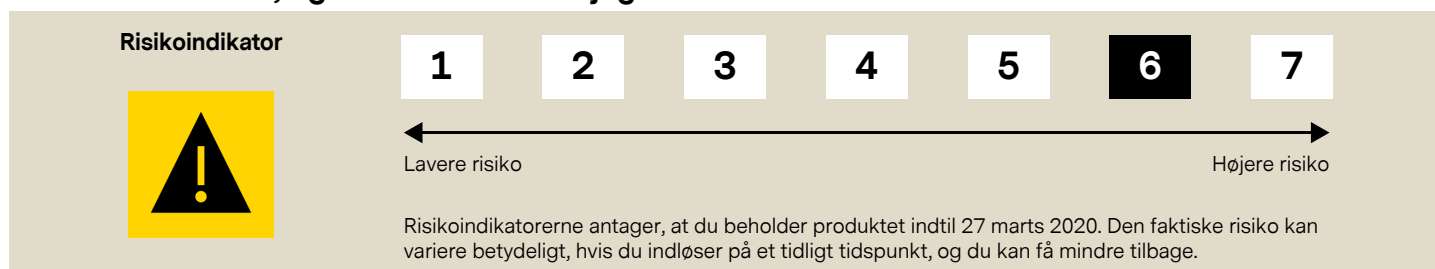 Risikoindikator
1 2 3 4 5 6 7
Lavere risiko Højere risiko
Risikoindikatorerne antager, at du beholder produktet indtil 27 marts 2020. Den faktiske risiko kan
variere betydeligt, hvis du indløser på et tidligt tidspunkt, og du kan få mindre tilbage.